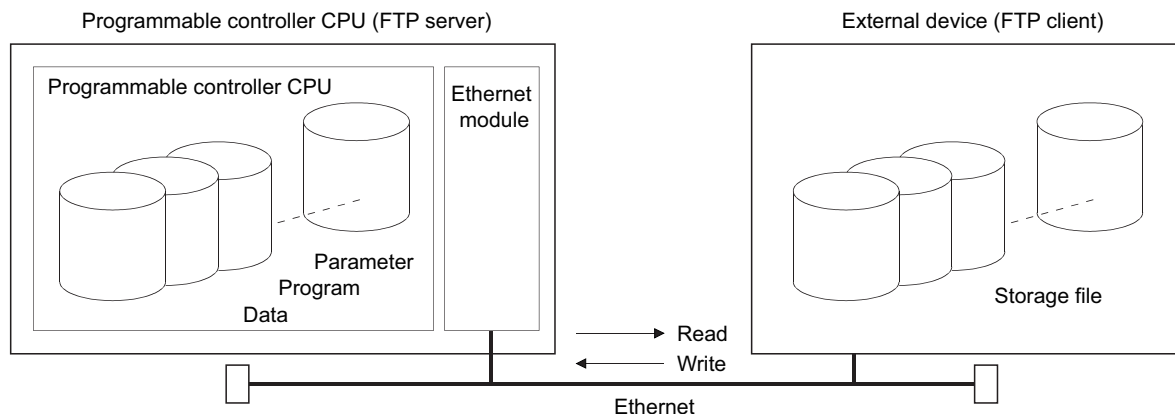 Programmable controller CPU (FTP server)
External device (FTP client)
Programmable controller CPU
Ethernet
module
Parameter
Program
Data
Storage file
Read
Write
Ethernet